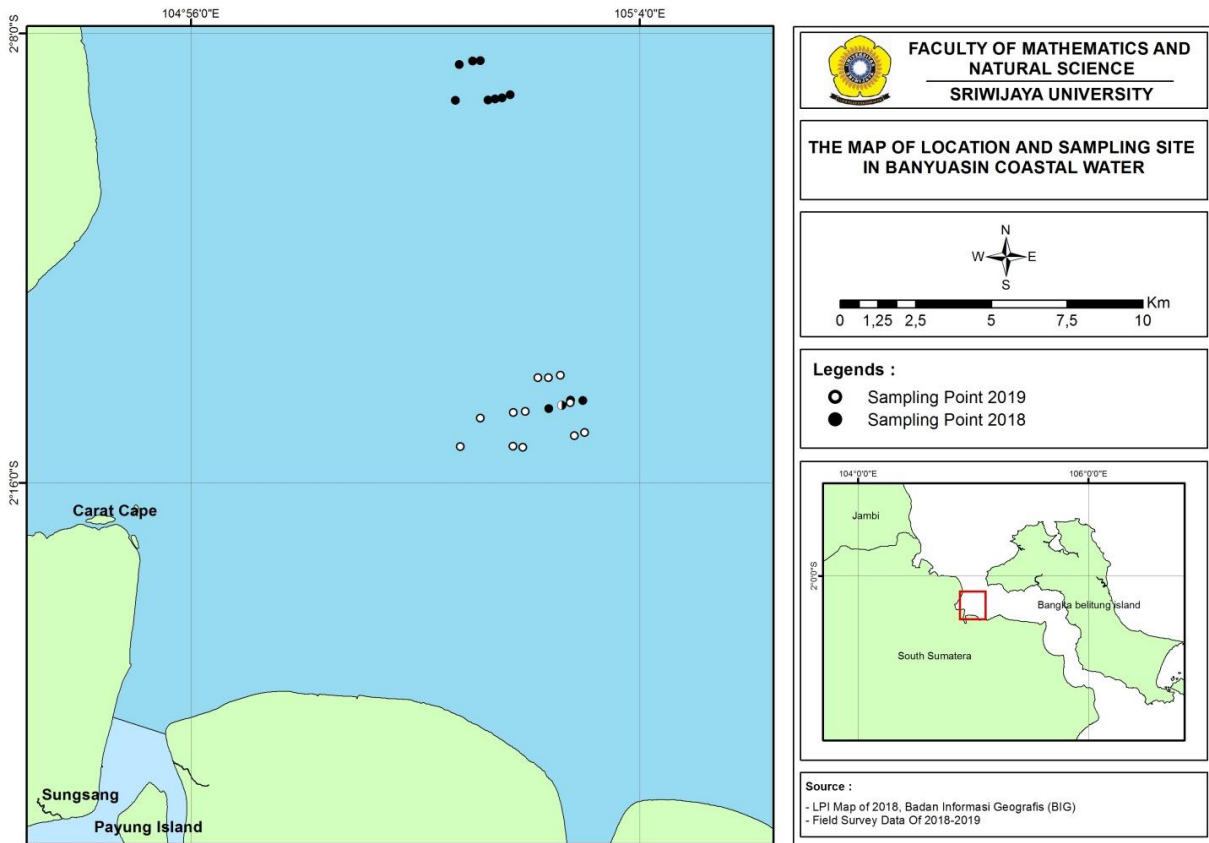 104°56'0"E
105°4'0"E
2°8'0"S
2°16'0"S
Carat Cape
Sungsang
Payung Island
FACULTY OF MATHEMATICS AND
NATURAL SCIENCE
SRIWIJAYA UNIVERSITY
THE MAP OF LOCATION AND SAMPLING SITE
IN BANYUASIN COASTAL WATER
N
W
E
S
Km
0 1,25 2,5 5 7,5 10
Legends :
Sampling Point 2019
Sampling Point 2018
104°0'0"E
106°0'0"E
2°0'0"S
Jambi
Bangka belitung island
South Sumatera
Source :
- LPI Map of 2018, Badan Informasi Geografis (BIG)
- Field Survey Data Of 2018-2019